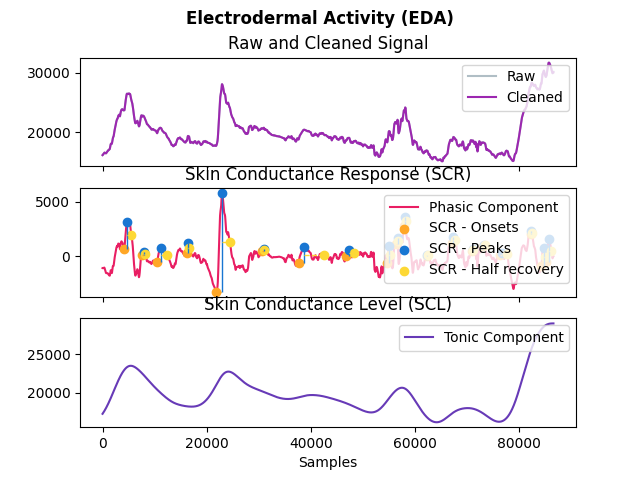 Electrodermal Activity (EDA)
Raw and Cleaned Signal
30000
20000
Raw
Cleaned
Skin Conductance Response (SCR)
5000
0
Phasic Component
SCR - Onsets
SCR - Peaks
SCR - Half recovery
Skin Conductance Level (SCL)
25000
20000
Tonic Component
0 20000 40000 60000 80000
Samples